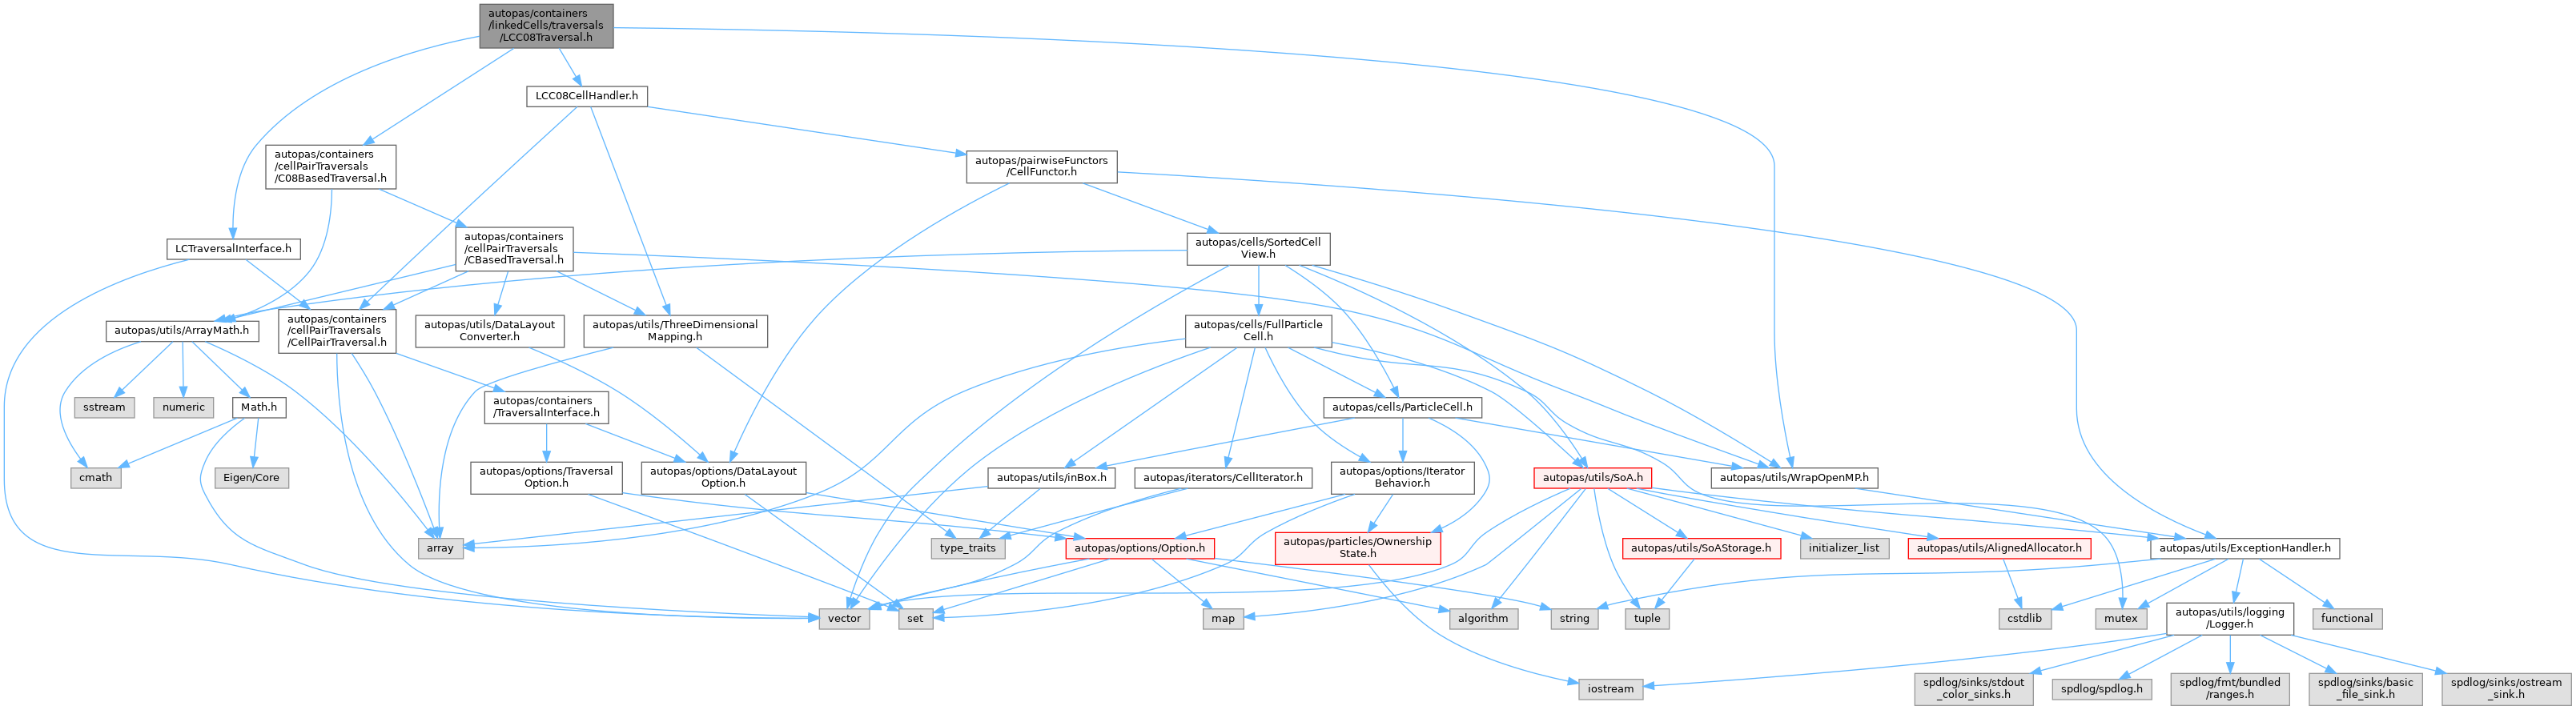 autopas/containers
/linkedCells/traversals
/LCC08Traversal.h
LCC08CellHandler.h
autopas/containers
/cellPairTraversals
/C08BasedTraversal.h
autopas/pairwiseFunctors
/CellFunctor.h
LCTraversalInterface.h
autopas/containers
/cellPairTraversals
/CBasedTraversal.h
autopas/cells/SortedCell
View.h
autopas/utils/ArrayMath.h
autopas/containers
/cellPairTraversals
/CellPairTraversal.h
autopas/utils/DataLayout
Converter.h
autopas/utils/ThreeDimensional
Mapping.h
autopas/cells/FullParticle
Cell.h
sstream
numeric
Math.h
autopas/containers
/TraversalInterface.h
autopas/cells/ParticleCell.h
cmath
Eigen/Core
autopas/options/Traversal
Option.h
autopas/options/DataLayout
Option.h
autopas/utils/inBox.h
autopas/iterators/CellIterator.h
autopas/options/Iterator
Behavior.h
autopas/utils/SoA.h
autopas/utils/WrapOpenMP.h
array
type_traits
autopas/options/Option.h
autopas/particles/Ownership
State.h
autopas/utils/SoAStorage.h
initializer_list
autopas/utils/AlignedAllocator.h
autopas/utils/ExceptionHandler.h
vector
set
map
algorithm
string
tuple
cstdlib
mutex
autopas/utils/logging
/Logger.h
functional
iostream
spdlog/sinks/stdout
_color_sinks.h
spdlog/spdlog.h
spdlog/fmt/bundled
/ranges.h
spdlog/sinks/basic
_file_sink.h
spdlog/sinks/ostream
_sink.h